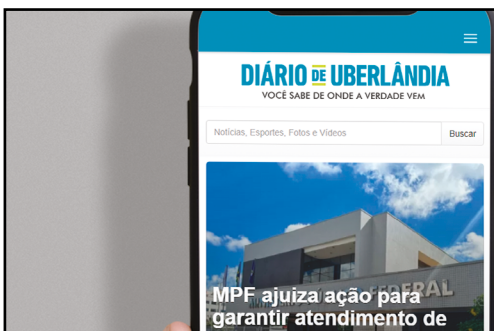 DIÁRIO DE UBERLÂNDIA
VOCÊ SABE DE ONDE A VERDADE VEM
Notícias, Esportes, Fotos e Vídeos
Buscar
FEDERAL
MPF ajuiza ação para
garantir atendimento de